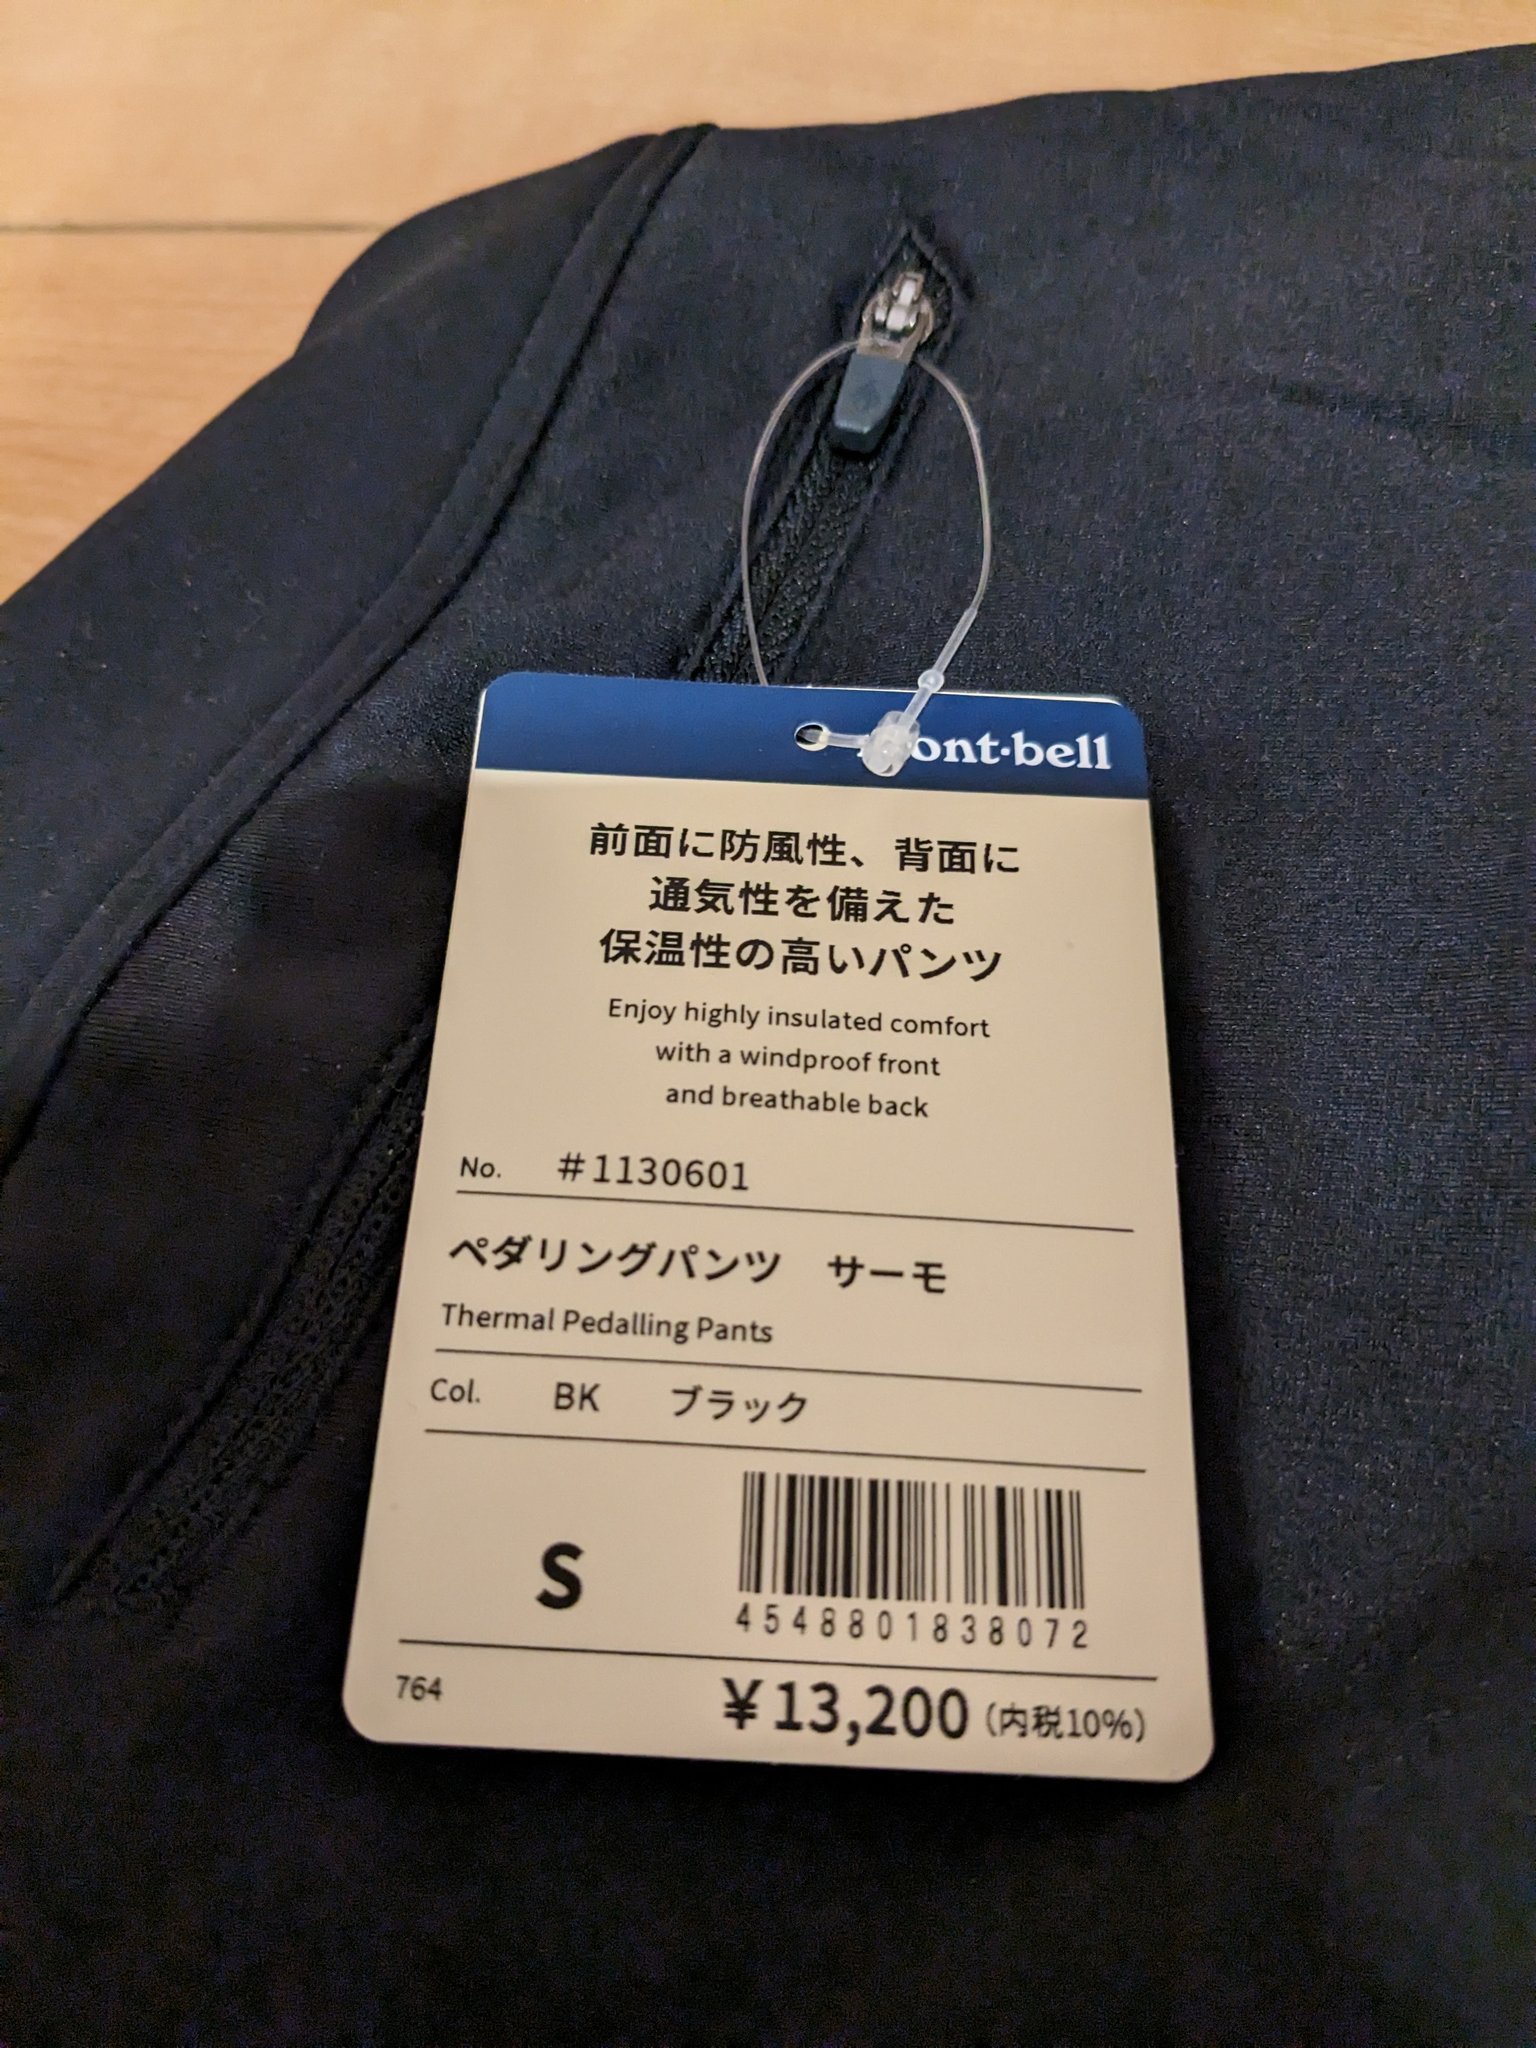 mont-bell
前面に防風性、背面に
通気性を備えた
保温性の高いパンツ
Enjoy highly insulated comfort
with a windproof front
and breathable back
No. #1130601
ペダリングパンツ サーモ
Thermal Pedalling Pants
Col. BK ブラック
S
4548801838072
764 ¥13,200 (内税10%)